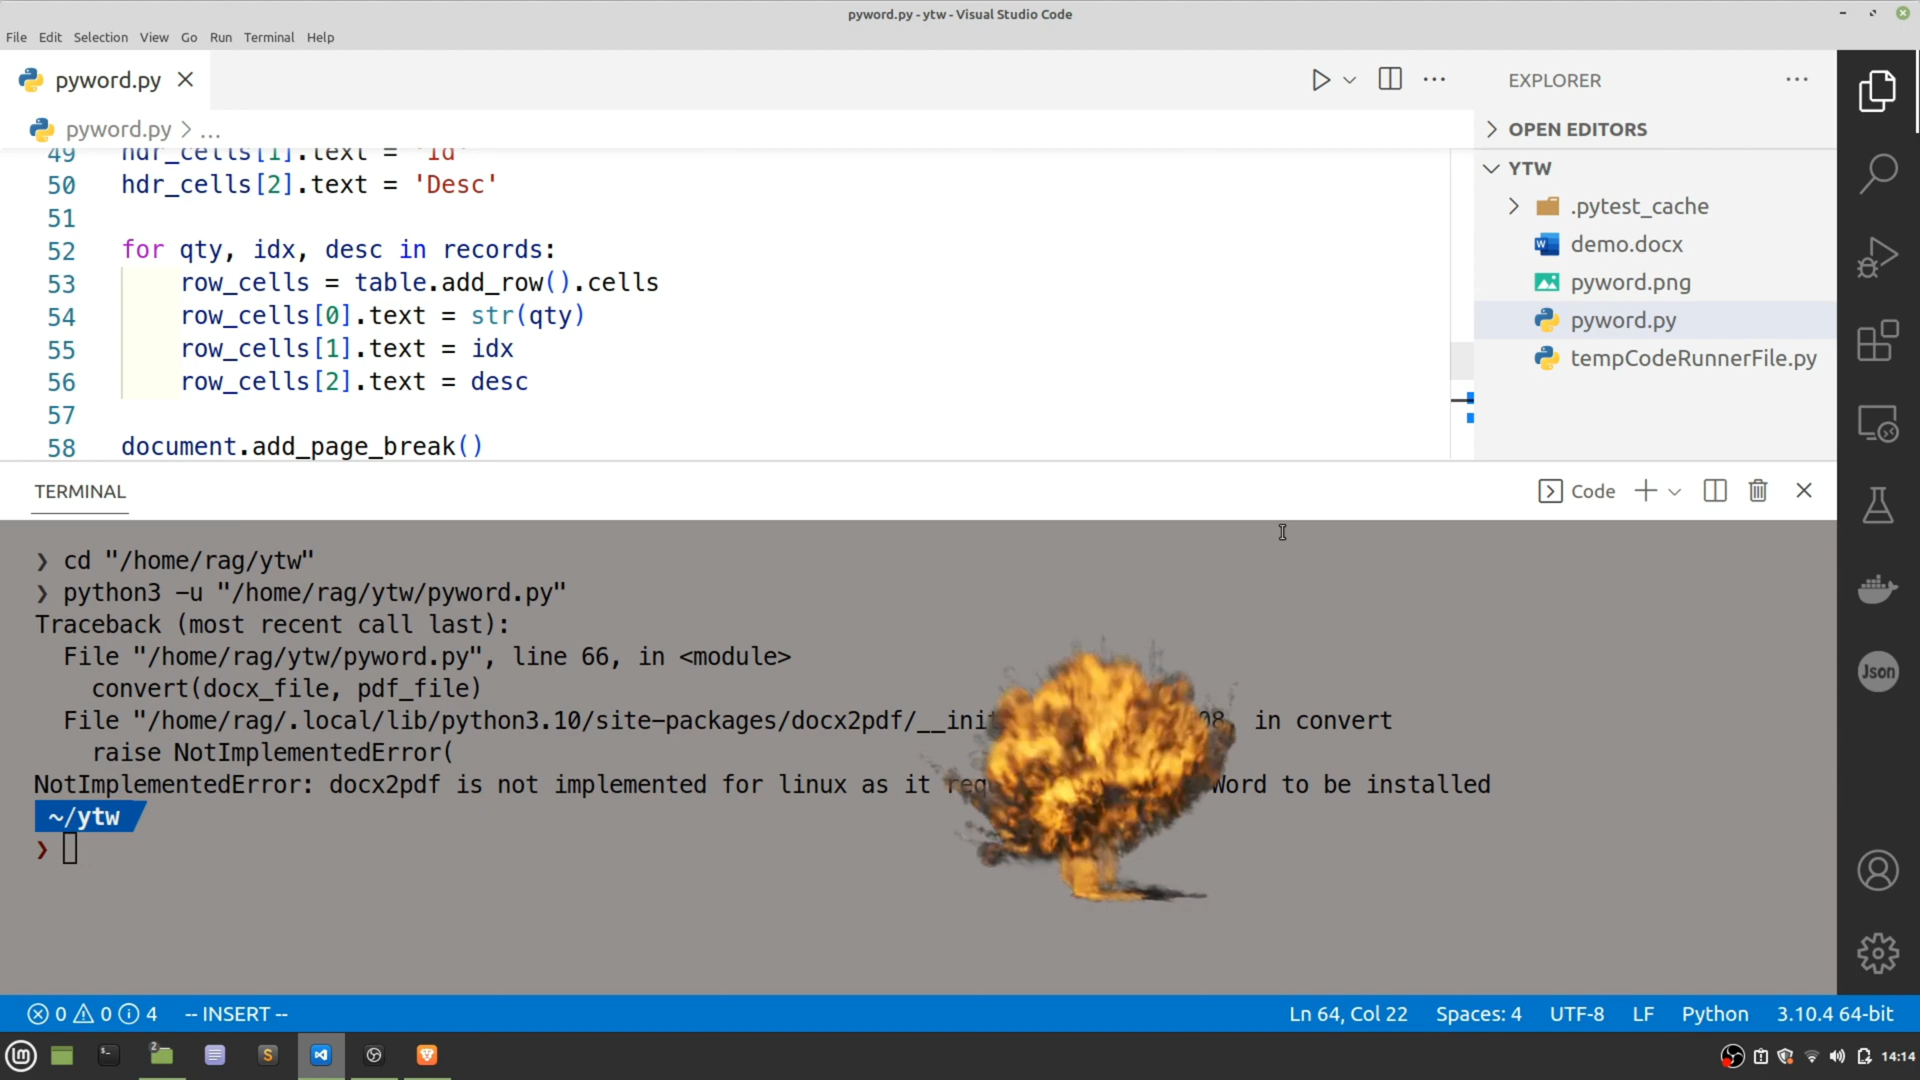 pyword.py - ytw - Visual Studio Code
File Edit Selection View Go Run Terminal Help
pyword.py
pyword.py > ...
49 hdr_cells[1].text = 'Id'
50 hdr_cells[2].text = 'Desc'
51
52 for qty, idx, desc in records:
53 row_cells = table.add_row().cells
54 row_cells[0].text = str(qty)
55 row_cells[1].text = idx
56 row_cells[2].text = desc
57
58 document.add_page_break()
EXPLORER
OPEN EDITORS
YTW
.pytest_cache
demo.docx
pyword.png
pyword.py
tempCodeRunnerFile.py
TERMINAL
Code
❯ cd "/home/rag/ytw"
❯ python3 -u "/home/rag/ytw/pyword.py"
Traceback (most recent call last):
File "/home/rag/ytw/pyword.py", line 66, in <module>
convert(docx_file, pdf_file)
File "/home/rag/.local/lib/python3.10/site-packages/docx2pdf/ in convert
raise NotImplementedError(
NotImplementedError: docx2pdf is not implemented for linux as it Word to be installed
~/ytw
❯
Json
0 0 4 -- INSERT --
Ln 64, Col 22 Spaces: 4 UTF-8 LF Python 3.10.4 64-bit
2
S
14:14